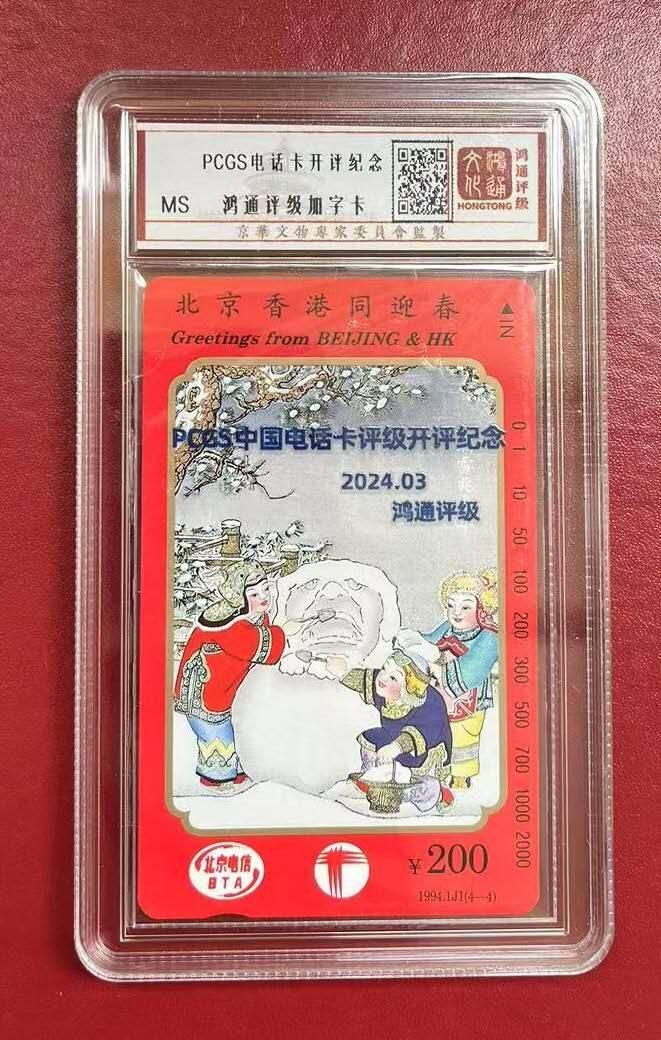 PCGS电话卡开评纪念
MS 鸿通评级加字卡
京華文物專家委員會監製
鸿通
文化
HONGTONG
鸿通评级
北京香港同迎春
Greetings from BEIJING & HK
IN
PCGS中国电话卡评级开评纪念
2024.03
鸿通评级
0 1 10 50 100 200 300 500 700 1000 2000
北京电信
BTA
¥200
1994.1J1(4—4)